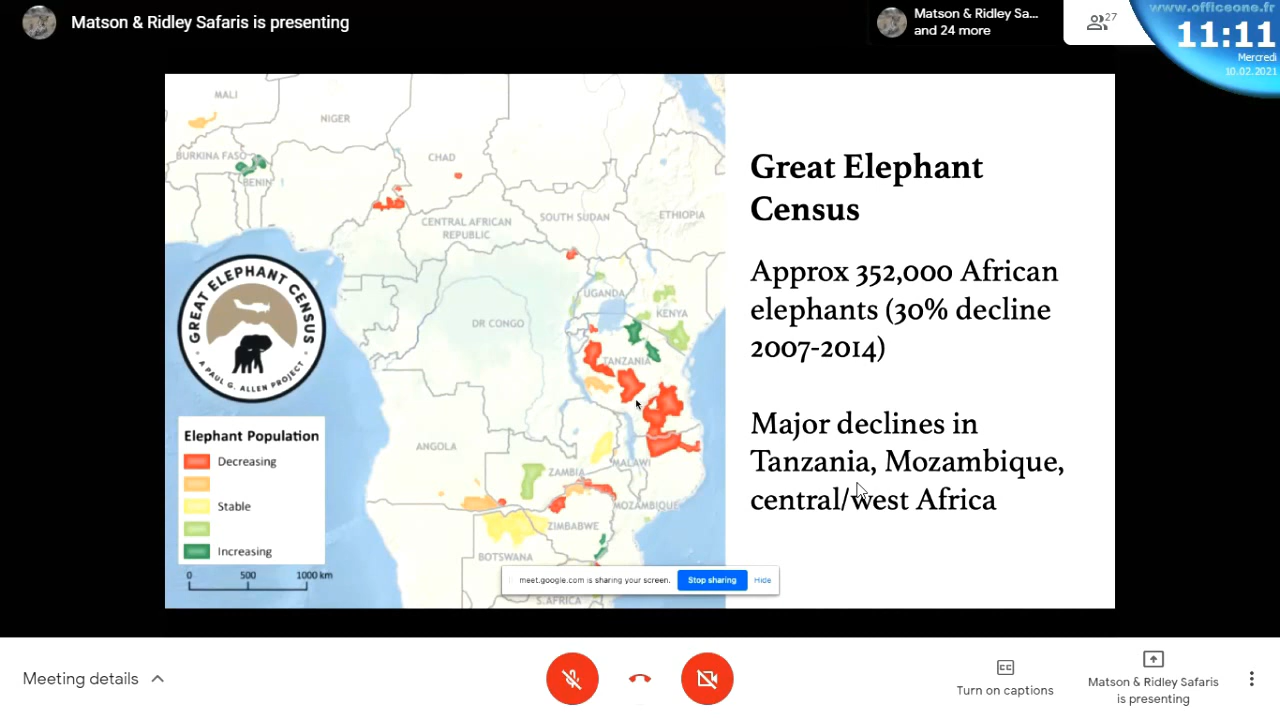 Matson & Ridley Safaris is presenting
Matson & Ridley Sa...
and 24 more
27
www.officeone.fr
11:11
Mercredi
10.02.2021
MALI
NIGER
CHAD
BURKINA FASO
BENIN
CENTRAL AFRICAN
REPUBLIC
SOUTH SUDAN
ETHIOPIA
UGANDA
KENYA
DR CONGO
TANZANIA
ANGOLA
ZAMBIA
MALAWI
MOZAMBIQUE
ZIMBABWE
BOTSWANA
S.AFRICA
GREAT ELEPHANT CENSUS
• A PAUL G. ALLEN PROJECT •
Elephant Population
Decreasing
Stable
Increasing
0 500 1000 km
Great Elephant
Census
Approx 352,000 African
elephants (30% decline
2007-2014)
Major declines in
Tanzania, Mozambique,
central/west Africa
meet.google.com is sharing your screen.
Stop sharing
Hide
Meeting details
CC
Turn on captions
Matson & Ridley Safaris
is presenting